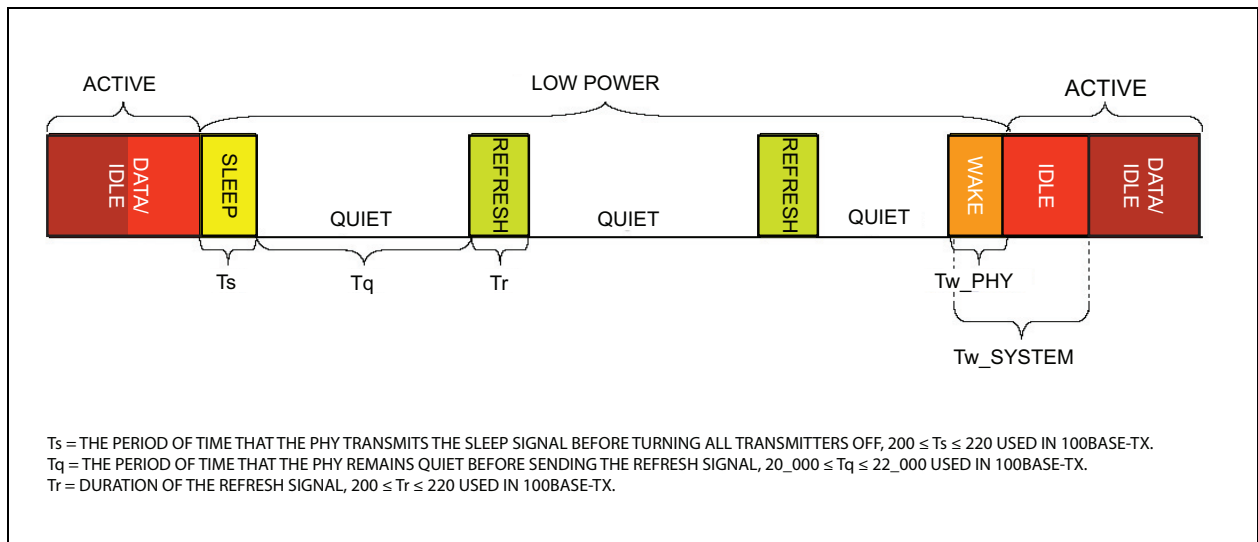 ACTIVE
LOW POWER
ACTIVE
DATA/
IDLE
SLEEP
QUIET
REFRESH
QUIET
REFRESH
QUIET
WAKE
IDLE
DATA/
IDLE
Ts
Tq
Tr
Tw_PHY
Tw_SYSTEM
Ts = THE PERIOD OF TIME THAT THE PHY TRANSMITS THE SLEEP SIGNAL BEFORE TURNING ALL TRANSMITTERS OFF, 200 ≤ Ts ≤ 220 USED IN 100BASE-TX.
Tq = THE PERIOD OF TIME THAT THE PHY REMAINS QUIET BEFORE SENDING THE REFRESH SIGNAL, 20_000 ≤ Tq ≤ 22_000 USED IN 100BASE-TX.
Tr = DURATION OF THE REFRESH SIGNAL, 200 ≤ Tr ≤ 220 USED IN 100BASE-TX.